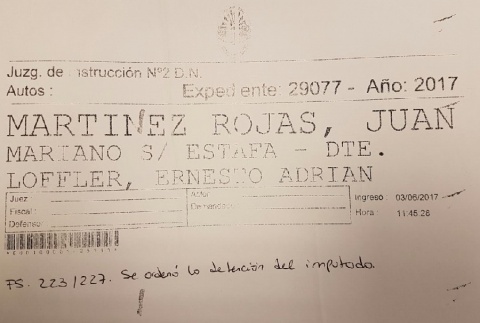 Juzg. de Instrucción Nº2 D.N.
Autos : Expediente: 29077 - Año: 2017
MARTINEZ ROJAS, JUAN
MARIANO S/ ESTAFA - DTE.
LOFFLER, ERNESTO ADRIAN
Juez : Actor : Ingreso : 03/06/2017
Fiscal : Demandado : Hora : 11:45:28
Defensor
FS. 223/227. Se ordenó la detención del imputado.